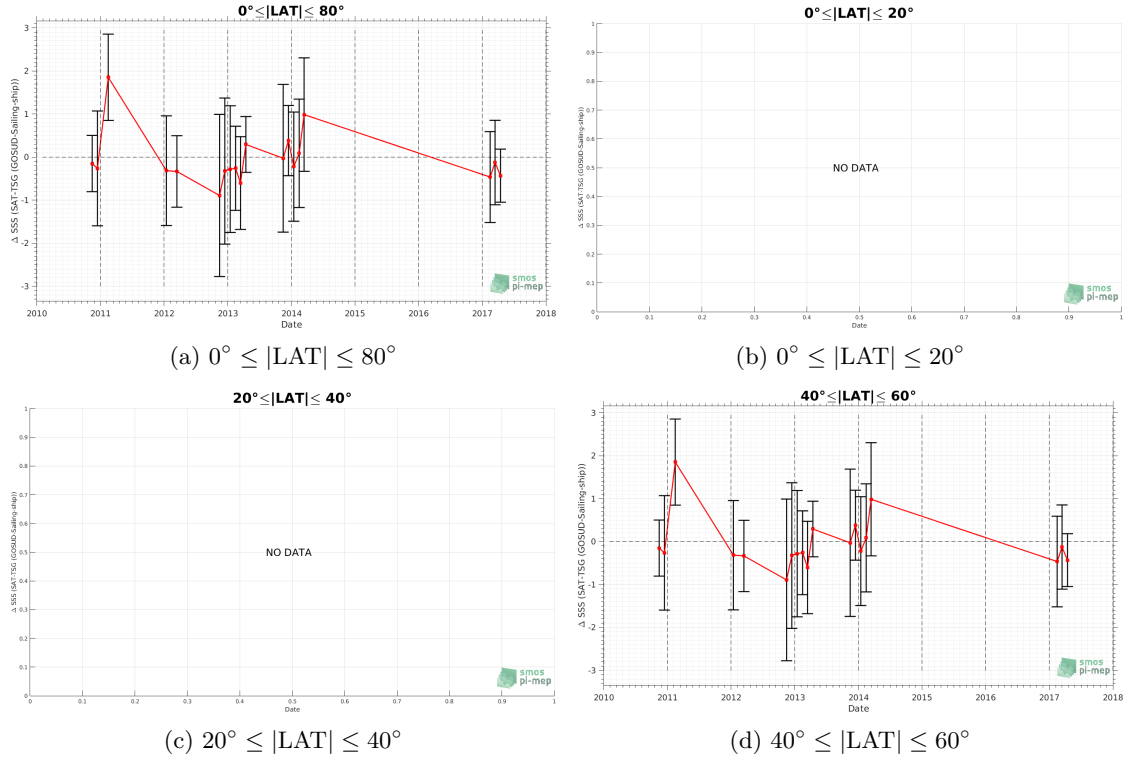 0°≤|LAT|≤ 80°
3
2
1
0
-1
-2
-3
Δ SSS (SAT-TSG (GOSUD-Sailing-ship))
2010 2011 2012 2013 2014 2015 2016 2017 2018
Date
smos
pi-mep
(a) 0° ≤ |LAT| ≤ 80°
0°≤|LAT|≤ 20°
1
0.9
0.8
0.7
0.6
0.5
0.4
0.3
0.2
0.1
0
Δ SSS (SAT-TSG (GOSUD-Sailing-ship))
NO DATA
0 0.1 0.2 0.3 0.4 0.5 0.6 0.7 0.8 0.9 1
Date
smos
pi-mep
(b) 0° ≤ |LAT| ≤ 20°
20°≤|LAT|≤ 40°
1
0.9
0.8
0.7
0.6
0.5
0.4
0.3
0.2
0.1
0
Δ SSS (SAT-TSG (GOSUD-Sailing-ship))
NO DATA
0 0.1 0.2 0.3 0.4 0.5 0.6 0.7 0.8 0.9 1
Date
smos
pi-mep
(c) 20° ≤ |LAT| ≤ 40°
40°≤|LAT|≤ 60°
3
2
1
0
-1
-2
-3
Δ SSS (SAT-TSG (GOSUD-Sailing-ship))
2010 2011 2012 2013 2014 2015 2016 2017 2018
Date
smos
pi-mep
(d) 40° ≤ |LAT| ≤ 60°